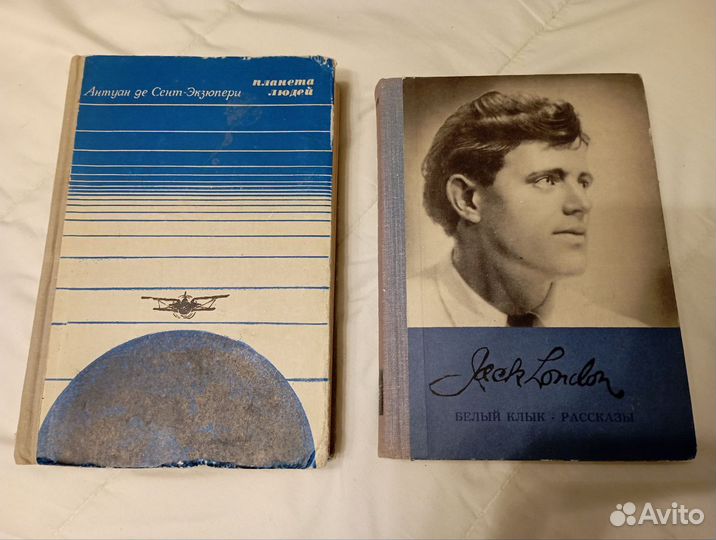 Антуан де Сент-Экзюпери
планета
людей
Jack London
БЕЛЫЙ КЛЫК · РАССКАЗЫ
Avito